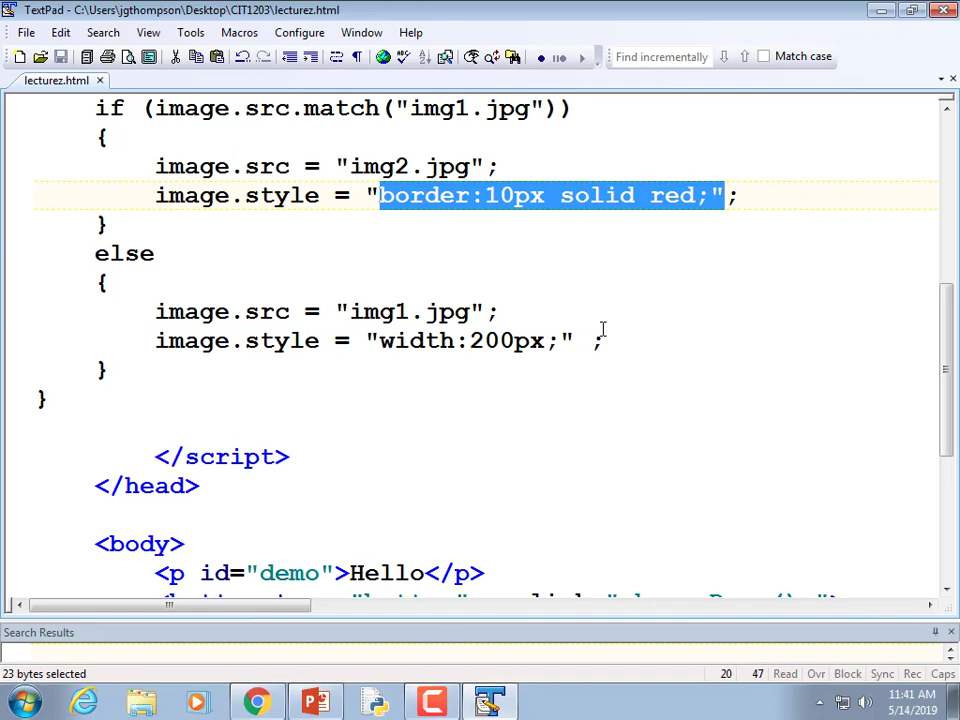 TextPad - C:\Users\jgthompson\Desktop\CIT1203\lecturez.html
File Edit Search View Tools Macros Configure Window Help
Find incrementally Match case
lecturez.html
if (image.src.match("img1.jpg"))
{
image.src = "img2.jpg";
image.style = "border:10px solid red;";
}
else
{
image.src = "img1.jpg";
image.style = "width:200px;" ;
}
}
</script>
</head>
<body>
<p id="demo">Hello</p>
Search Results
23 bytes selected 20 47 Read Ovr Block Sync Rec Caps
11:41 AM
5/14/2019